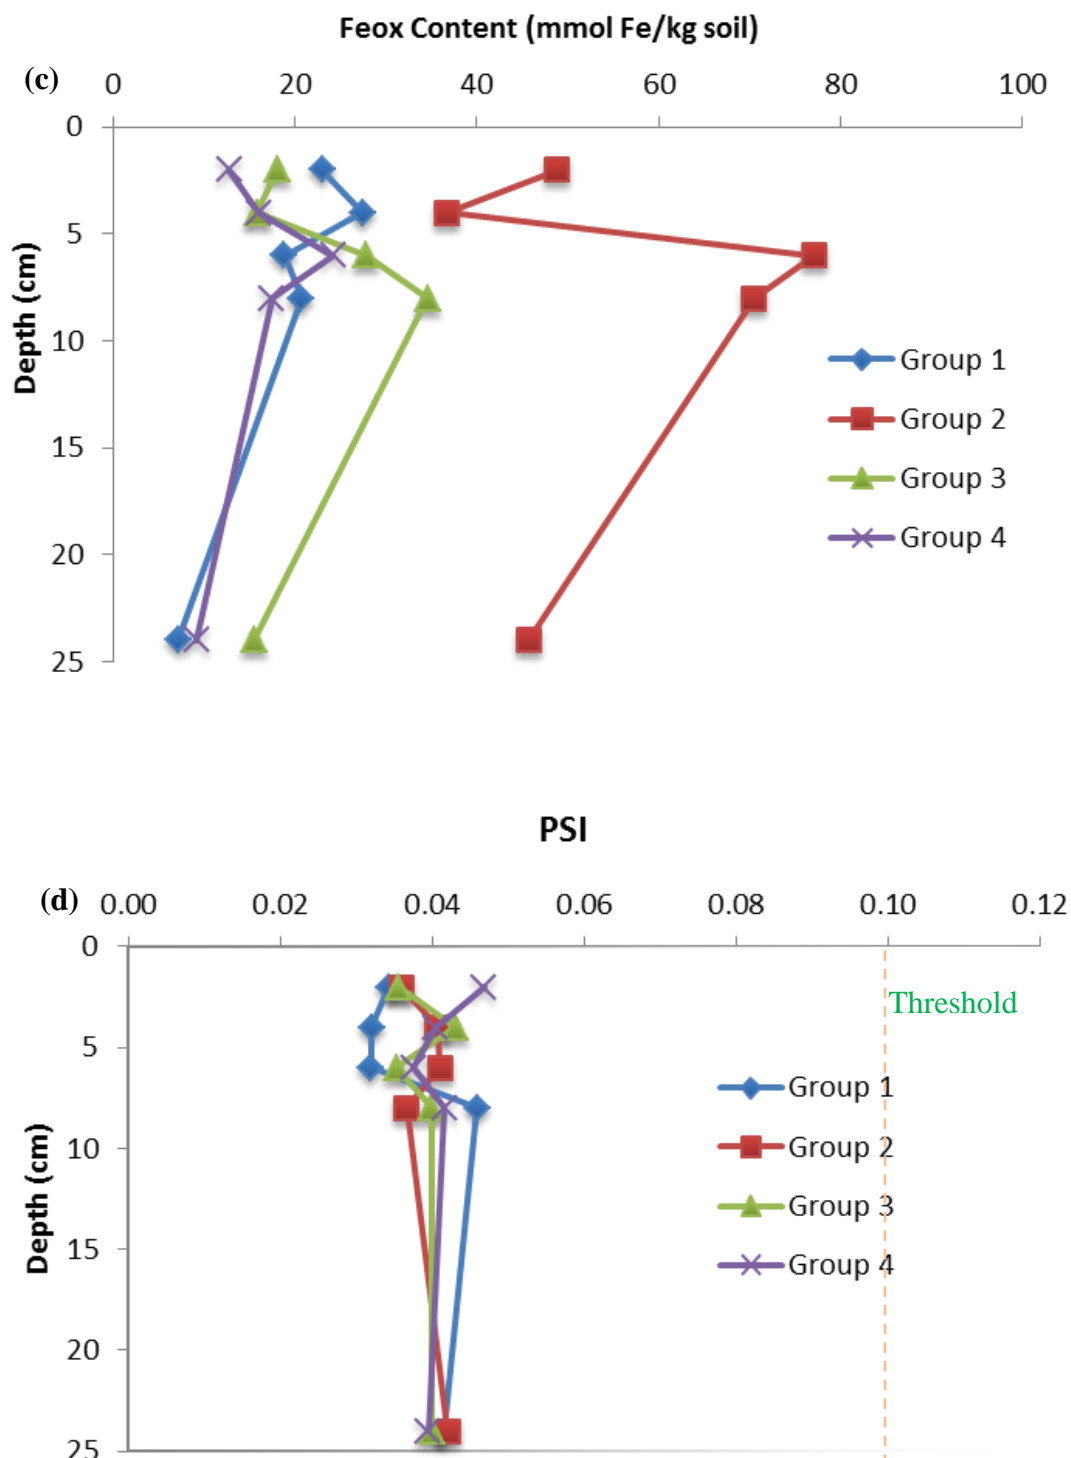 Feox Content (mmol Fe/kg soil)
(c) 0 20 40 60 80 100
0
5
10
15
20
25
Depth (cm)
Group 1
Group 2
Group 3
Group 4
PSI
(d) 0.00 0.02 0.04 0.06 0.08 0.10 0.12
0
5
10
15
20
25
Depth (cm)
Threshold
Group 1
Group 2
Group 3
Group 4